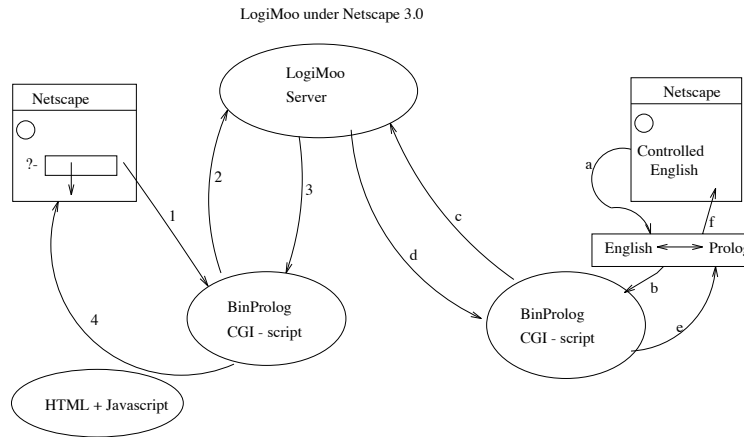 LogiMoo under Netscape 3.0
LogiMoo
Server
Netscape
?-
1
2
3
4
BinProlog
CGI - script
HTML + Javascript
Netscape
Controlled
English
a
f
English
Prolog
b
c
d
e
BinProlog
CGI - script